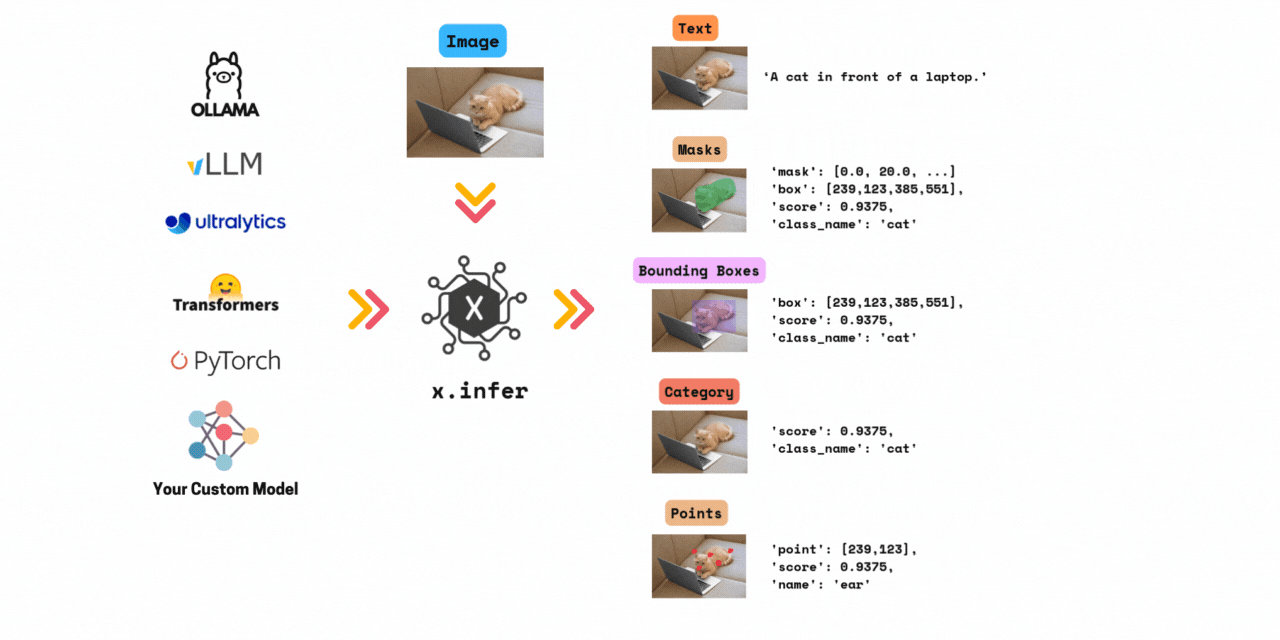 OLLAMA
vLLM
ultralytics
Transformers
PyTorch
Your Custom Model
Image
X
x.infer
Text
‘A cat in front of a laptop.’
Masks
'mask': [0.0, 20.0, ...]
'box': [239,123,385,551],
'score': 0.9375,
'class_name': 'cat'
Bounding Boxes
'box': [239,123,385,551],
'score': 0.9375,
'class_name': 'cat'
Category
'score': 0.9375,
'class_name': 'cat'
Points
'point': [239,123],
'score': 0.9375,
'name': 'ear'